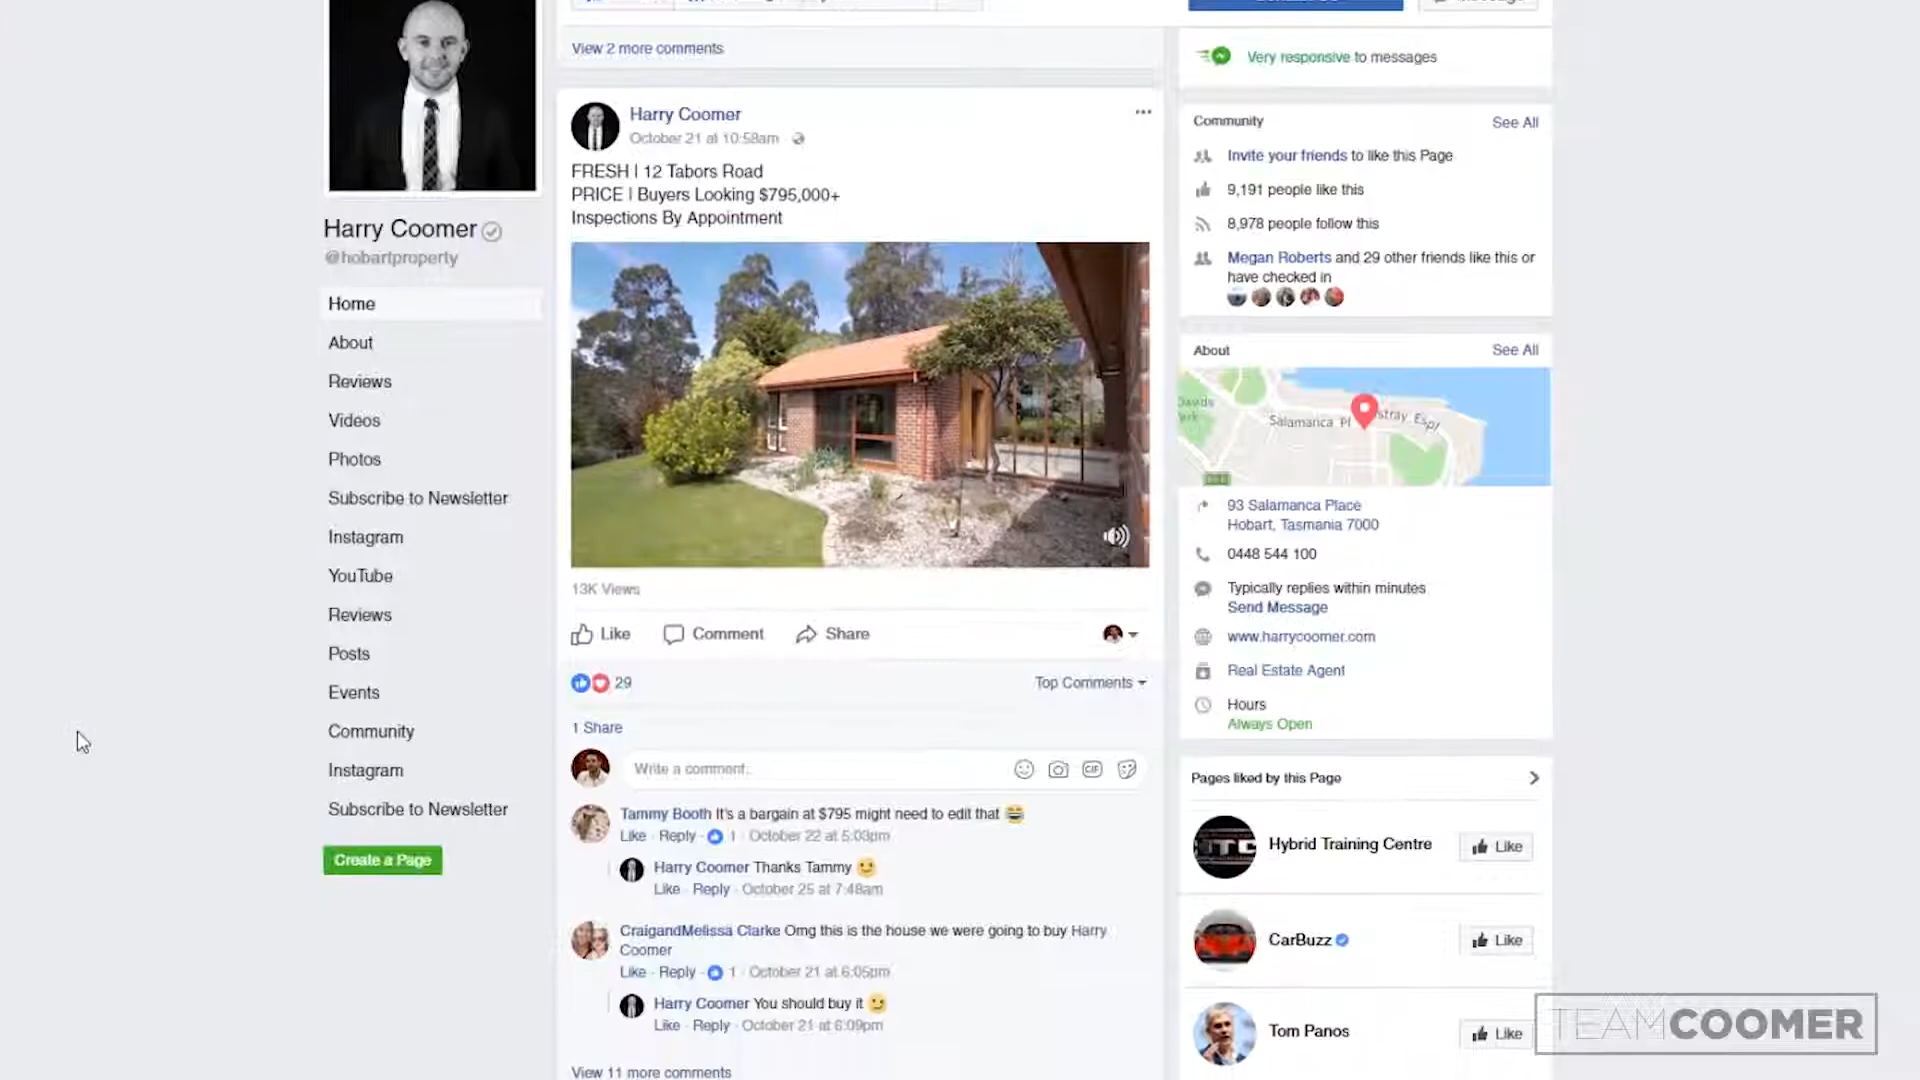 View 2 more comments
Harry Coomer
@hobartproperty
Home
About
Reviews
Videos
Photos
Subscribe to Newsletter
Instagram
YouTube
Reviews
Posts
Events
Community
Instagram
Subscribe to Newsletter
Create a Page
Harry Coomer
October 21 at 10:58am
FRESH | 12 Tabors Road
PRICE | Buyers Looking $795,000+
Inspections By Appointment
13K Views
Like Comment Share
29
Top Comments
1 Share
Write a comment..
GIF
Tammy Booth It's a bargain at $795 might need to edit that
Like · Reply · 1 · October 22 at 5:03pm
Harry Coomer Thanks Tammy
Like · Reply · October 25 at 7:48am
CraigandMelissa Clarke Omg this is the house we were going to buy Harry
Coomer
Like · Reply · 1 · October 21 at 6:05pm
Harry Coomer You should buy it
Like · Reply · October 21 at 6:09pm
View 11 more comments
Very responsive to messages
Community
See All
Invite your friends to like this Page
9,191 people like this
8,978 people follow this
Megan Roberts and 29 other friends like this or
have checked in
About
See All
Salamanca Pl
stray Espl
93 Salamanca Place
Hobart, Tasmania 7000
0448 544 100
Typically replies within minutes
Send Message
www.harrycoomer.com
Real Estate Agent
Hours
Always Open
Pages liked by this Page
Hybrid Training Centre
Like
CarBuzz
Like
Tom Panos
Like
TEAMCOOMER